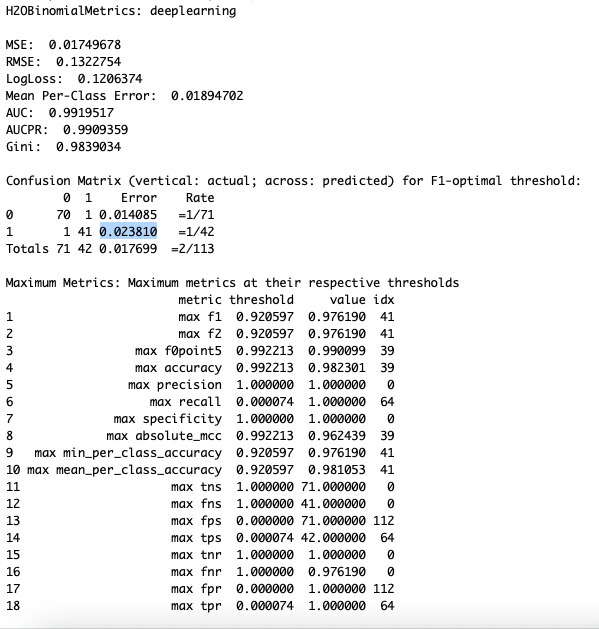 H2OBinomialMetrics: deeplearning
MSE:  0.01749678
RMSE:  0.1322754
LogLoss:  0.1206374
Mean Per-Class Error:  0.01894702
AUC:  0.9919517
AUCPR:  0.9909359
Gini:  0.9839034
Confusion Matrix (vertical: actual; across: predicted) for F1-optimal threshold:
0 1 Error Rate
0 70 1 0.014085 =1/71
1 1 41 0.023810 =1/42
Totals 71 42 0.017699 =2/113
Maximum Metrics: Maximum metrics at their respective thresholds
metric threshold value idx
1 max f1 0.920597 0.976190 41
2 max f2 0.920597 0.976190 41
3 max f0point5 0.992213 0.990099 39
4 max accuracy 0.992213 0.982301 39
5 max precision 1.000000 1.000000 0
6 max recall 0.000074 1.000000 64
7 max specificity 1.000000 1.000000 0
8 max absolute_mcc 0.992213 0.962439 39
9 max min_per_class_accuracy 0.920597 0.976190 41
10 max mean_per_class_accuracy 0.920597 0.981053 41
11 max tns 1.000000 71.000000 0
12 max fns 1.000000 41.000000 0
13 max fps 0.000000 71.000000 112
14 max tps 0.000074 42.000000 64
15 max tnr 1.000000 1.000000 0
16 max fnr 1.000000 0.976190 0
17 max fpr 0.000000 1.000000 112
18 max tpr 0.000074 1.000000 64